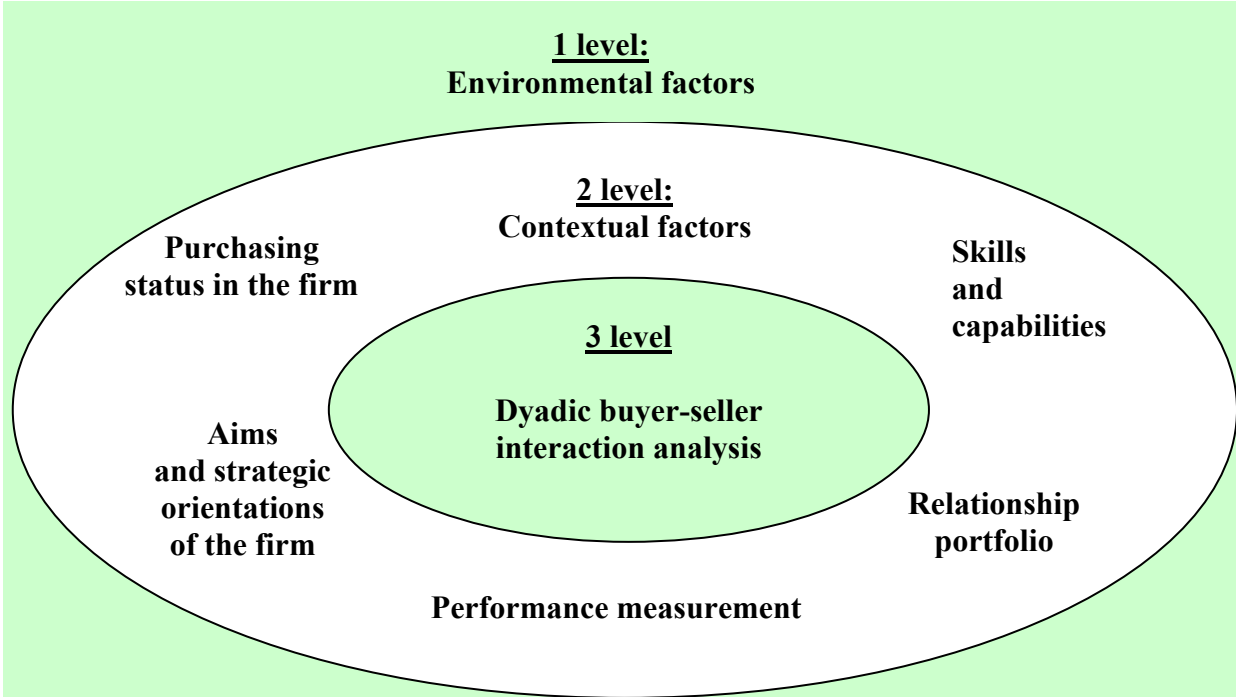 1 level:
Environmental factors
2 level:
Contextual factors
Purchasing
status in the firm
Skills
and
capabilities
3 level
Dyadic buyer-seller
interaction analysis
Aims
and strategic
orientations
of the firm
Relationship
portfolio
Performance measurement